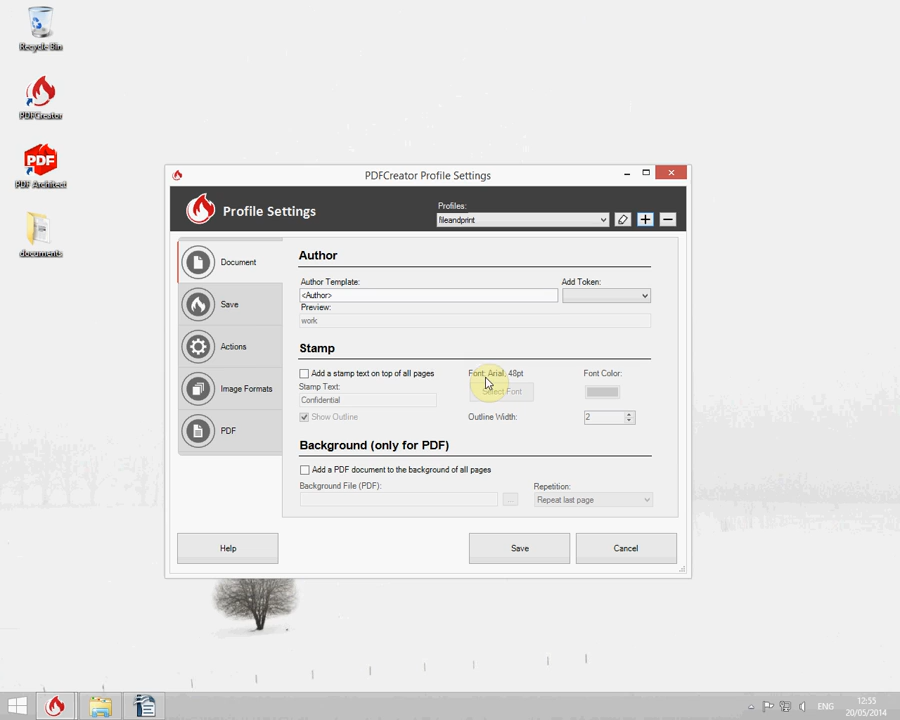 Recycle Bin
PDFCreator
PDF
PDF Architect
documents
PDFCreator Profile Settings
Profile Settings
Profiles:
fileandprint
Document
Save
Actions
Image Formats
PDF
Author
Author Template:
Add Token:
<Author>
Preview:
work
Stamp
Add a stamp text on top of all pages
Font: Arial, 48pt
Font Color:
Stamp Text:
Select Font
Confidential
Show Outline
Outline Width:
2
Background (only for PDF)
Add a PDF document to the background of all pages
Background File (PDF):
Repetition:
...
Repeat last page
Help
Save
Cancel
ENG
12:55
20/05/2014